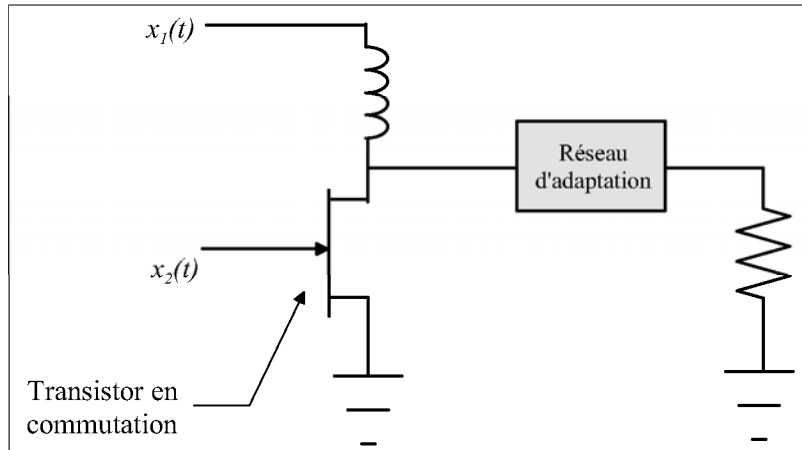 x₁(t)
Réseau
d'adaptation
x₂(t)
Transistor en
commutation